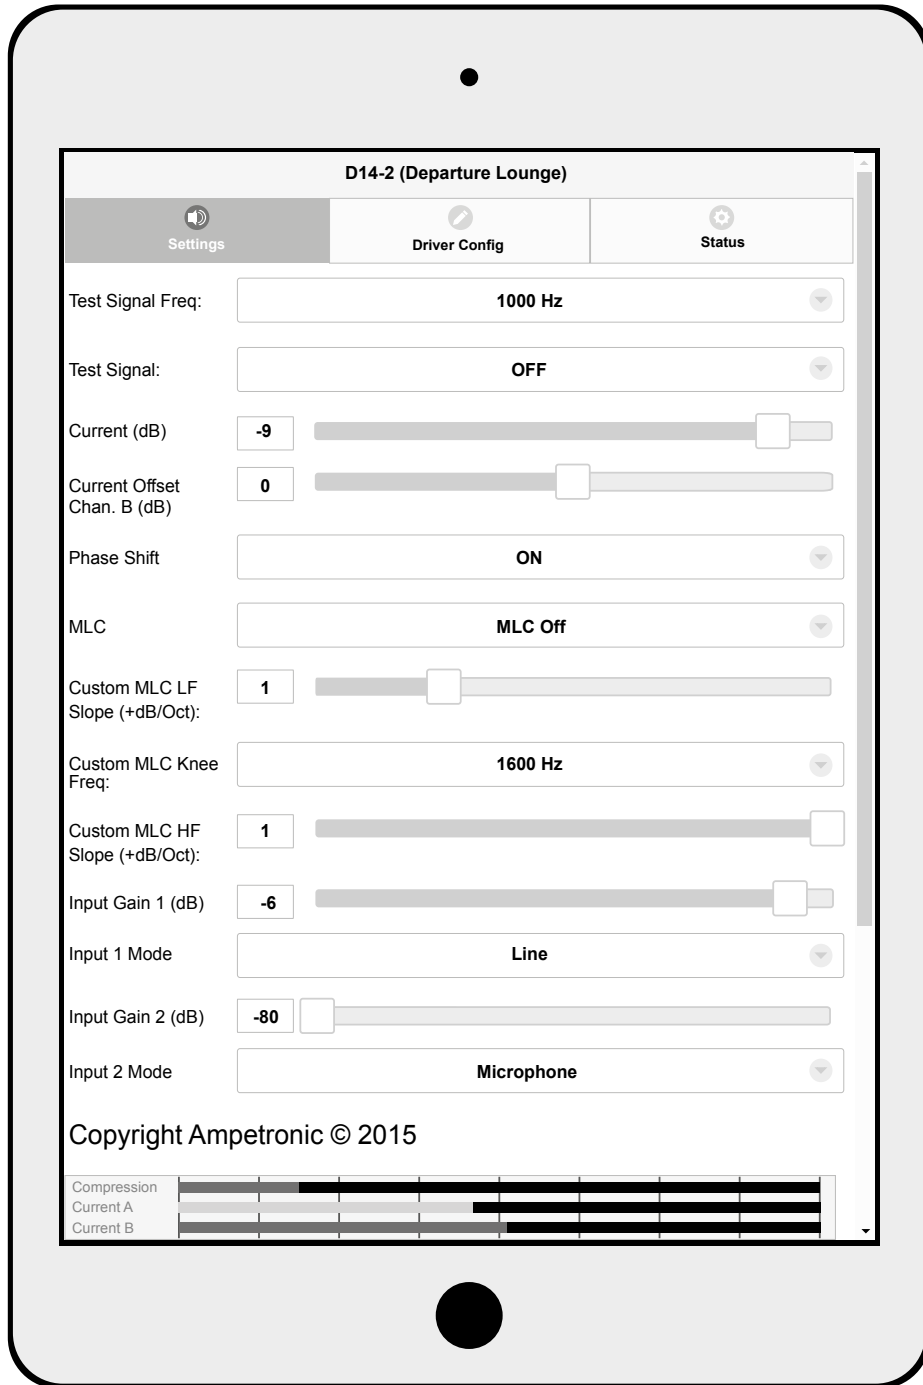 D14-2 (Departure Lounge)
Settings
Driver Config
Status
Test Signal Freq:
1000 Hz
Test Signal:
OFF
Current (dB)
-9
Current Offset
Chan. B (dB)
0
Phase Shift
ON
MLC
MLC Off
Custom MLC LF
Slope (+dB/Oct):
1
Custom MLC Knee
Freq:
1600 Hz
Custom MLC HF
Slope (+dB/Oct):
1
Input Gain 1 (dB)
-6
Input 1 Mode
Line
Input Gain 2 (dB)
-80
Input 2 Mode
Microphone
Copyright Ampetronic © 2015
Compression
Current A
Current B